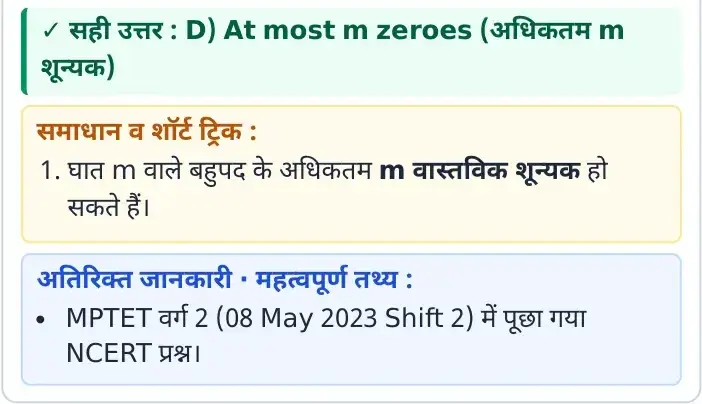 ✓ सही उत्तर : D) At most m zeroes (अधिकतम m
शून्यक)
समाधान व शॉर्ट ट्रिक :
1. घात m वाले बहुपद के अधिकतम m वास्तविक शून्यक हो
सकते हैं।
अतिरिक्त जानकारी · महत्वपूर्ण तथ्य :
• MPTET वर्ग 2 (08 May 2023 Shift 2) में पूछा गया
NCERT प्रश्न।